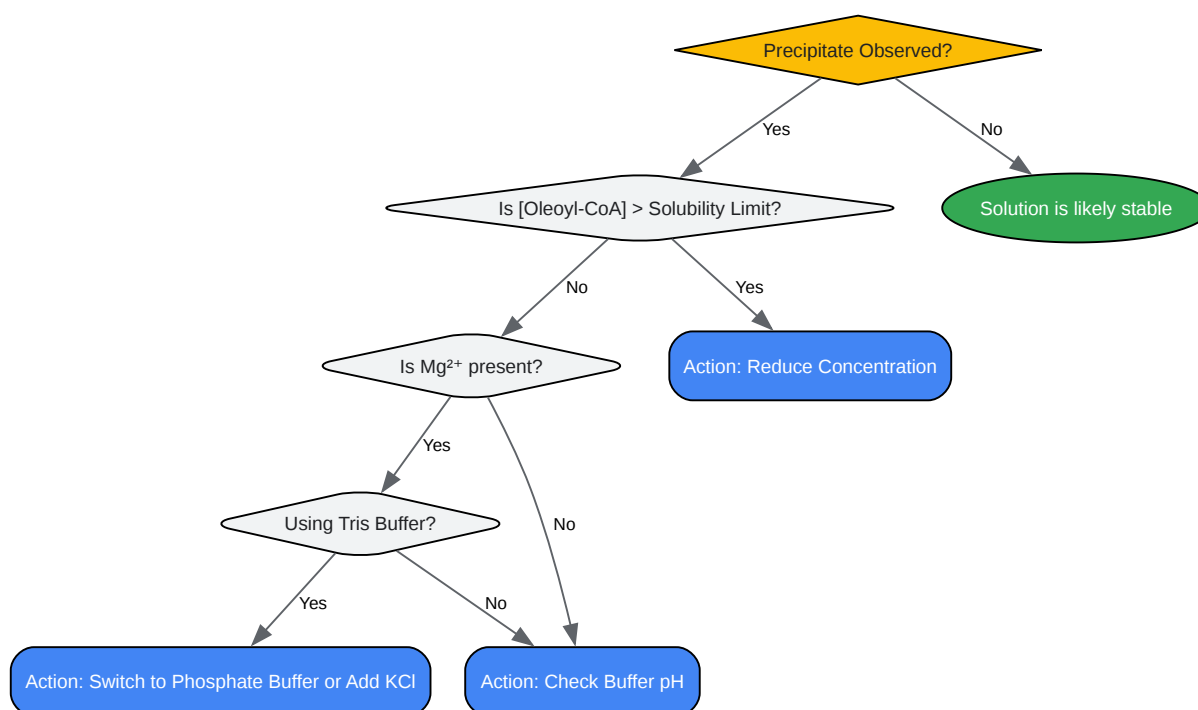 Precipitate Observed?
Yes
No
Is [Oleoyl-CoA] > Solubility Limit?
Solution is likely stable
No
Yes
Is Mg²⁺ present?
Action: Reduce Concentration
Yes
Using Tris Buffer?
No
Yes
No
Action: Switch to Phosphate Buffer or Add KCl
Action: Check Buffer pH